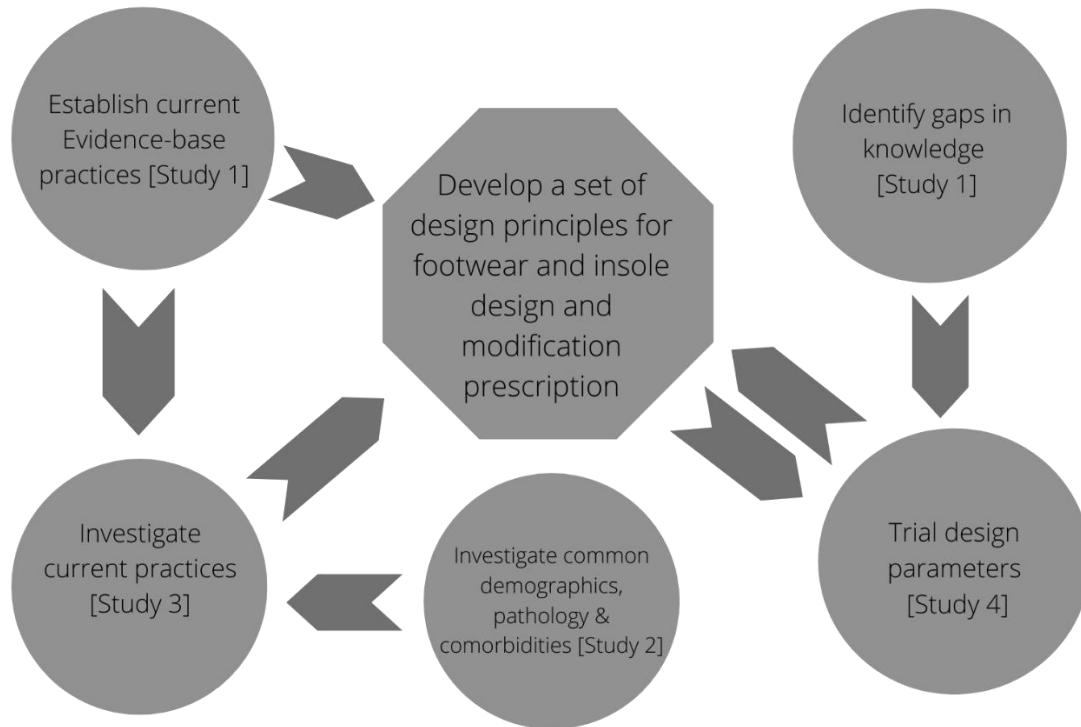 Establish current
Evidence-base
practices [Study 1]
Develop a set of
design principles for
footwear and insole
design and
modification
prescription
Identify gaps in
knowledge
[Study 1]
Investigate
current practices
[Study 3]
Investigate common
demographics,
pathology &
comorbidities [Study 2]
Trial design
parameters
[Study 4]